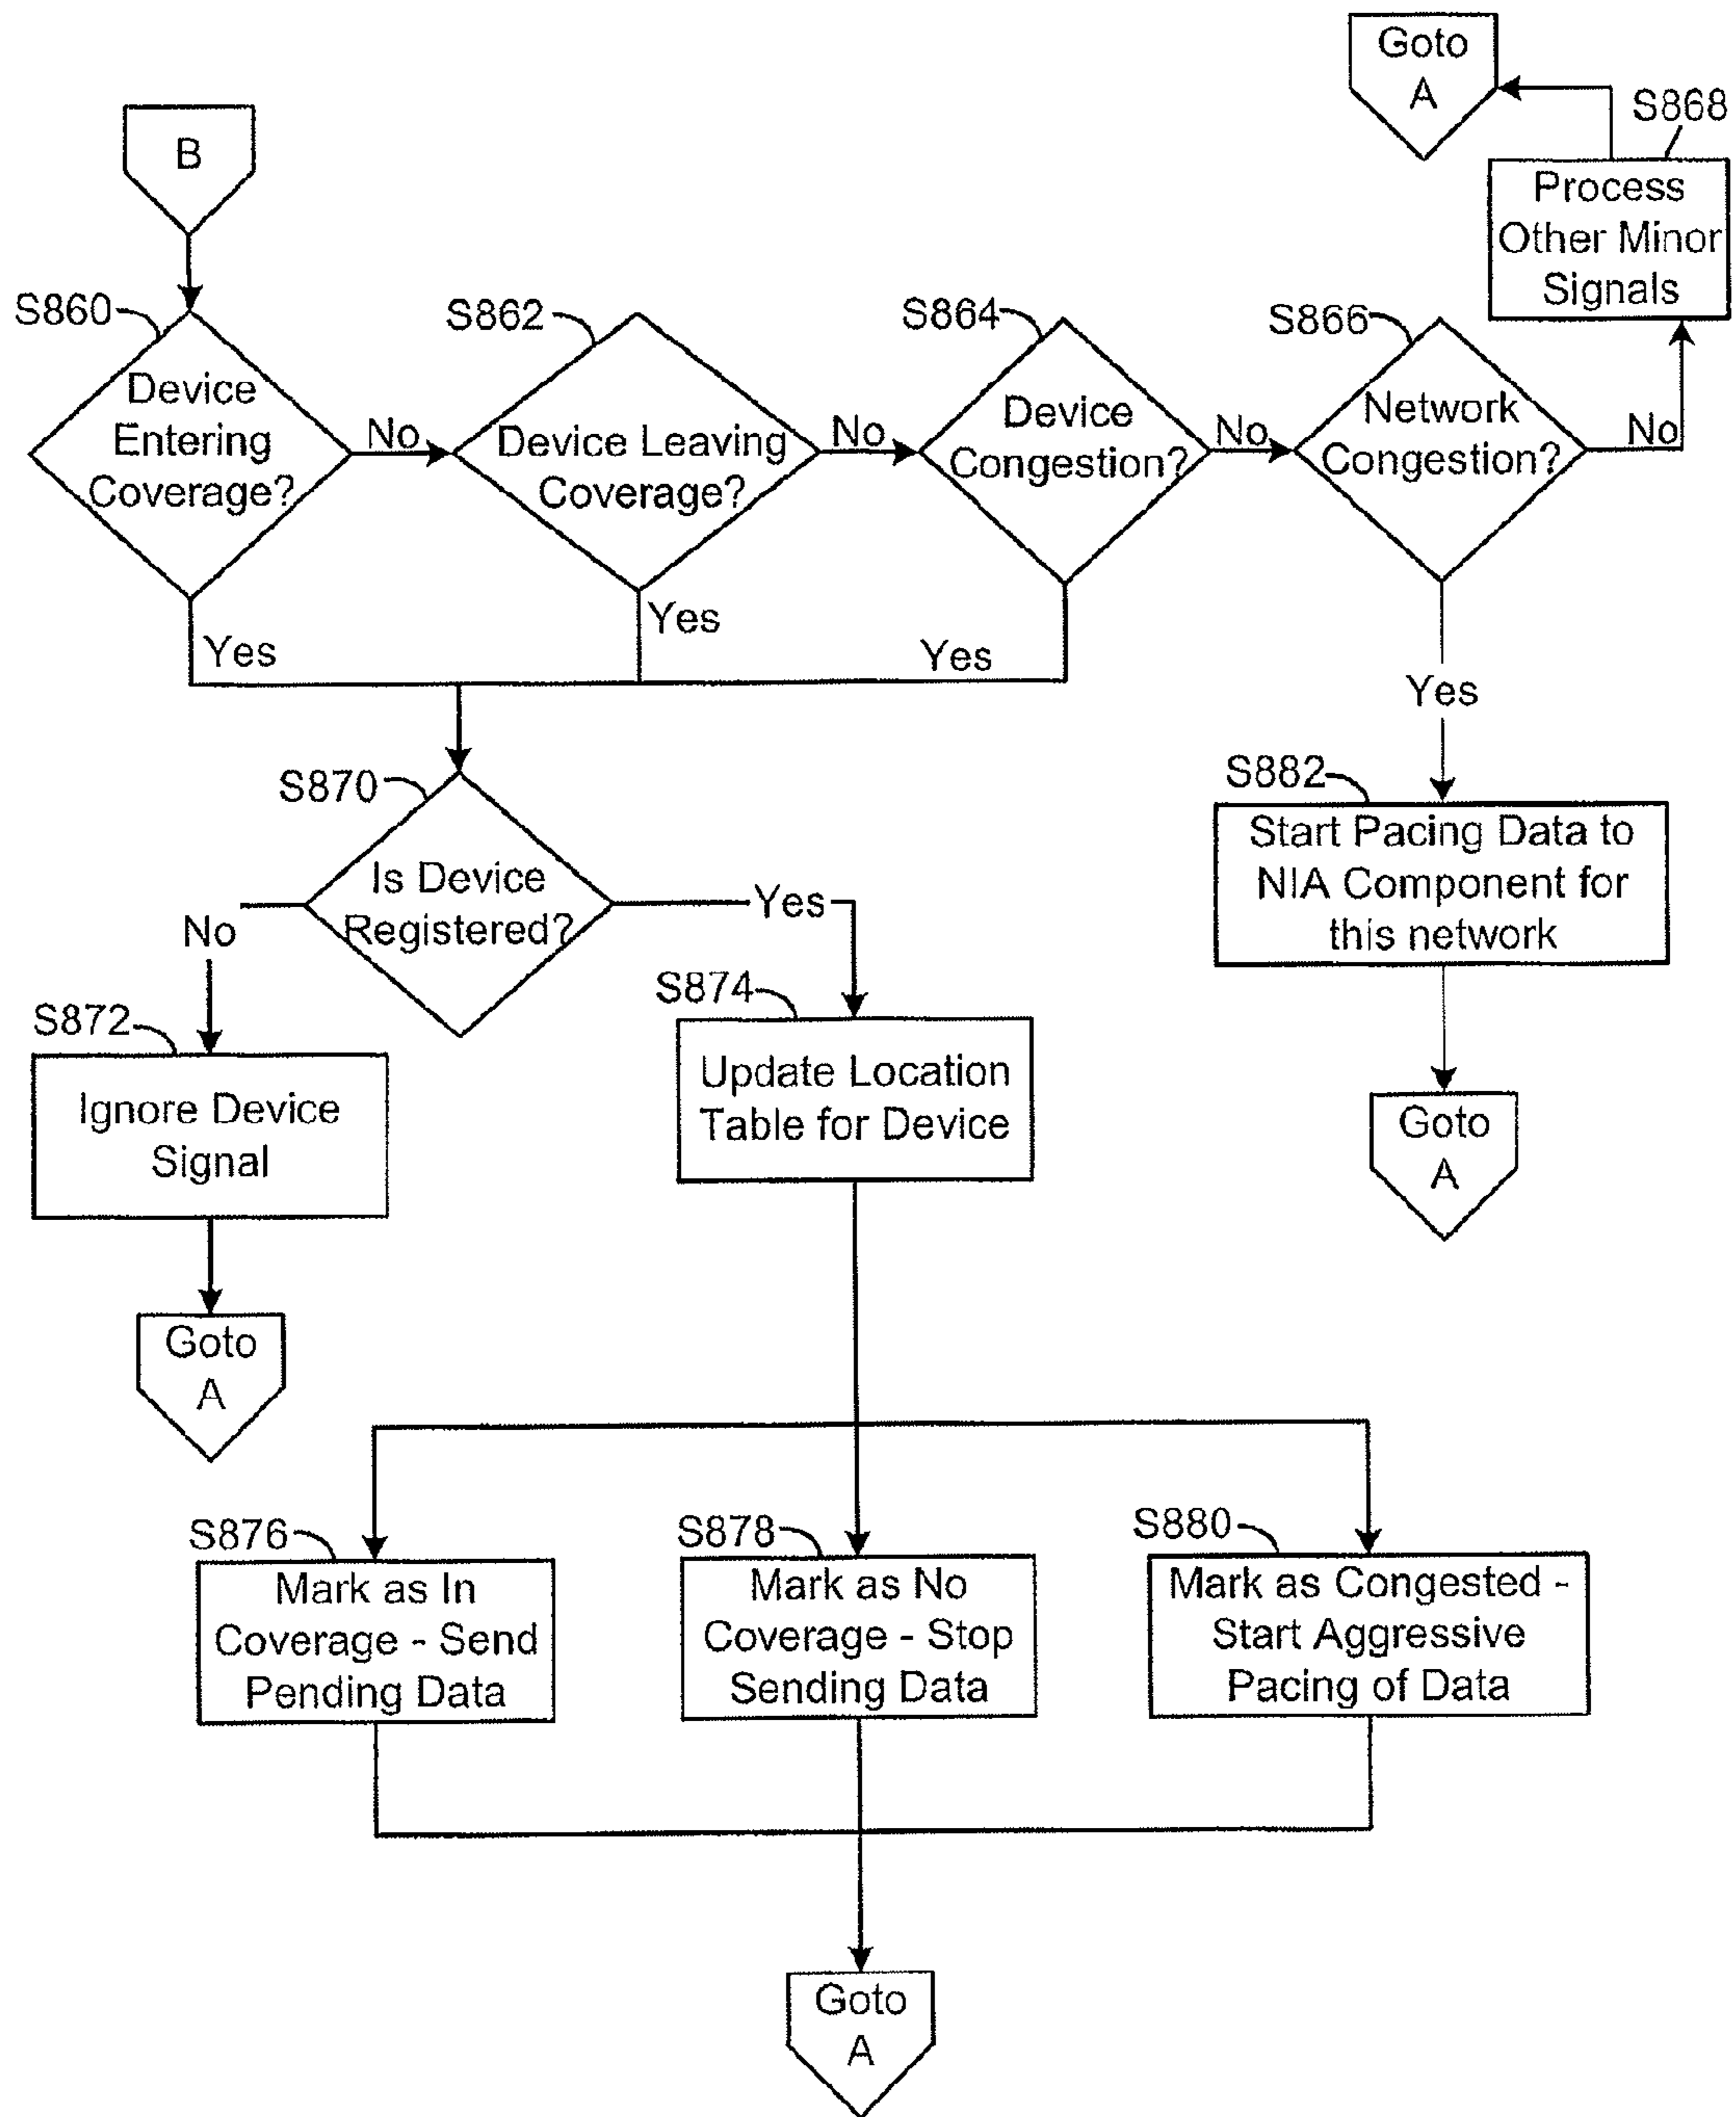 Goto
A
S868
Process
Other Minor
Signals
B
S860
Device
Entering
Coverage?
No
S862
Device Leaving
Coverage?
No
S864
Device
Congestion?
No
S866
Network
Congestion?
No
Yes
Yes
Yes
Yes
S870
Is Device
Registered?
No
Yes
S882
Start Pacing Data to
NIA Component for
this network
Goto
A
S872
Ignore Device
Signal
Goto
A
S874
Update Location
Table for Device
S876
Mark as In
Coverage - Send
Pending Data
S878
Mark as No
Coverage - Stop
Sending Data
S880
Mark as Congested -
Start Aggressive
Pacing of Data
Goto
A